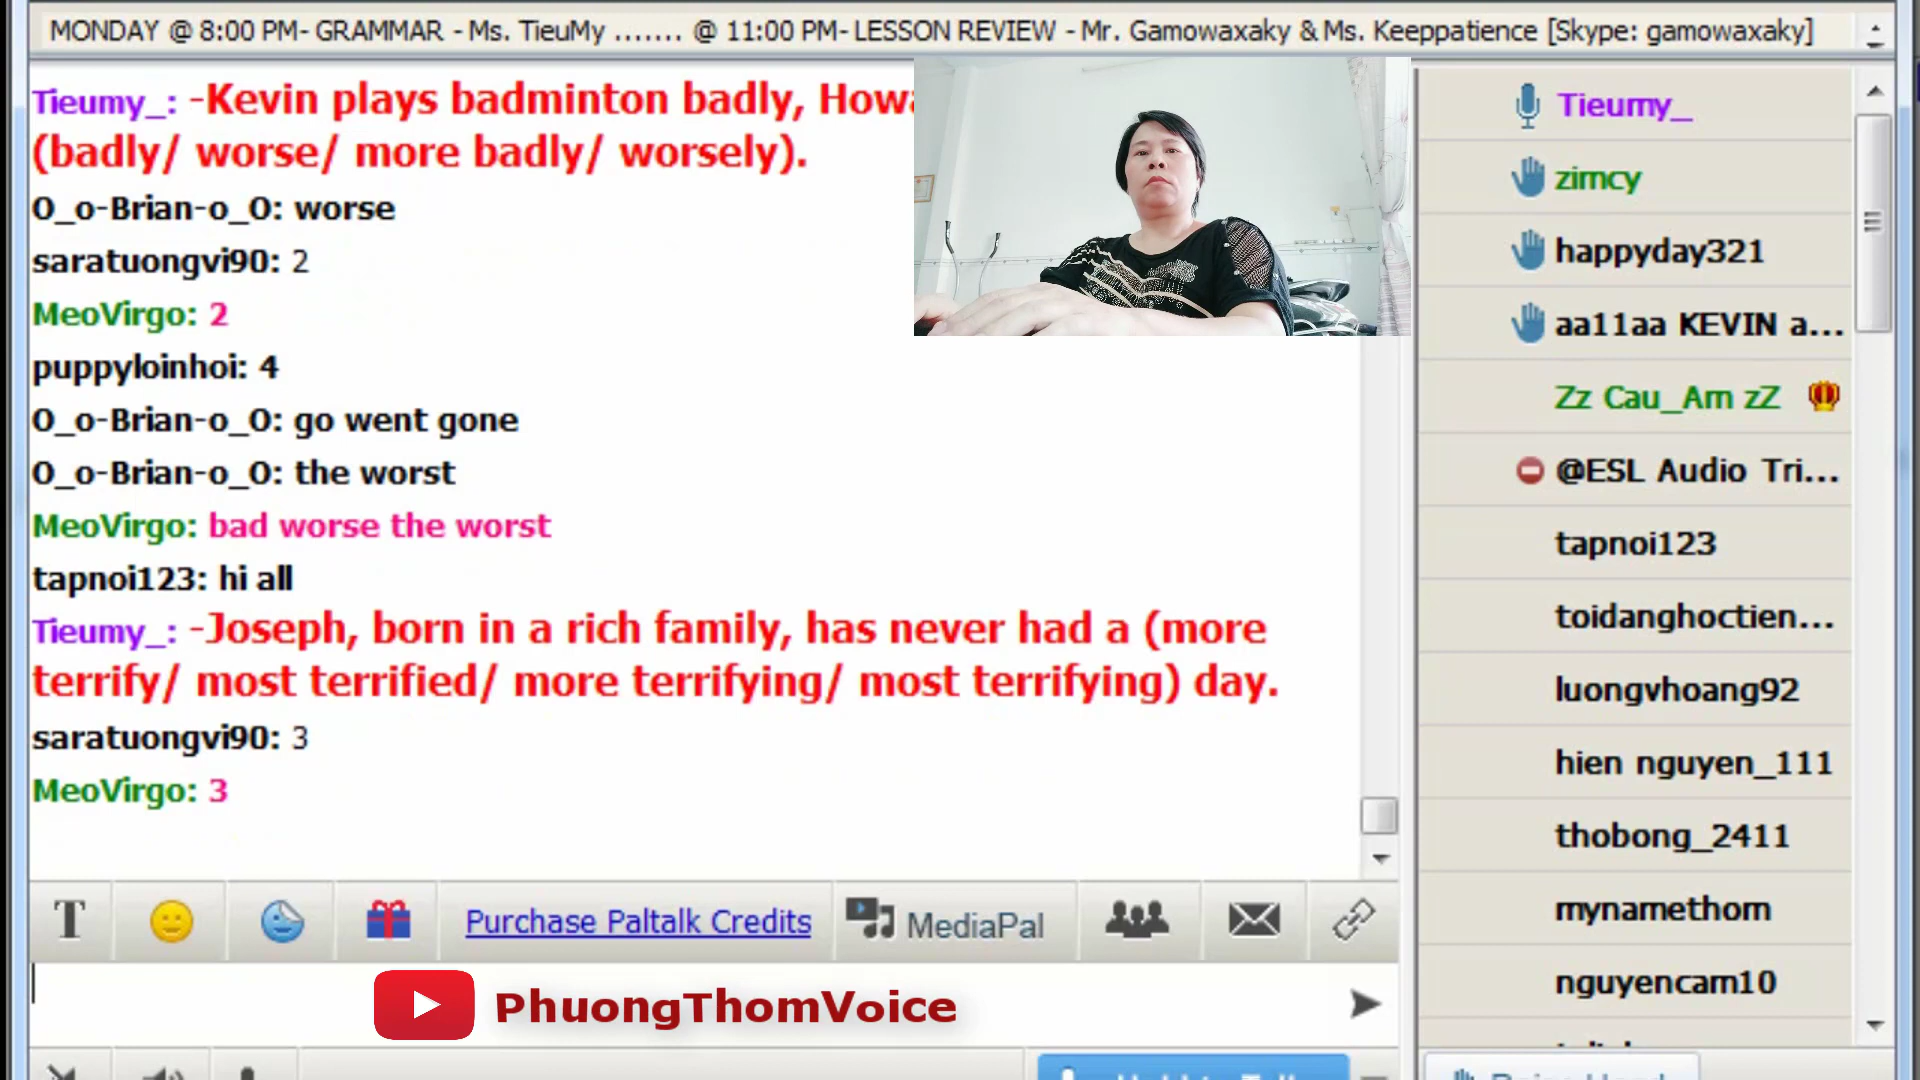 MONDAY @ 8:00 PM- GRAMMAR - Ms. TieuMy ....... @ 11:00 PM- LESSON REVIEW - Mr. Gamowaxaky & Ms. Keeppatience [Skype: gamowaxaky]
Tieumy_: -Kevin plays badminton badly,
(badly/ worse/ more badly/ worsely).
O_o-Brian-o_O: worse
saratuongvi90: 2
MeoVirgo: 2
puppyloinhoi: 4
O_o-Brian-o_O: go went gone
O_o-Brian-o_O: the worst
MeoVirgo: bad worse the worst
tapnoi123: hi all
Tieumy_: -Joseph, born in a rich family, has never had a (more
terrify/ most terrified/ more terrifying/ most terrifying) day.
saratuongvi90: 3
MeoVirgo: 3
T
Purchase Paltalk Credits
MediaPal
PhuongThomVoice
Tieumy_
zimcy
happyday321
aa11aa KEVIN a...
Zz Cau_Am zZ
@ESL Audio Tri...
tapnoi123
toidanghoctien...
luongvhoang92
hien nguyen_111
thobong_2411
mynamethom
nguyencam10